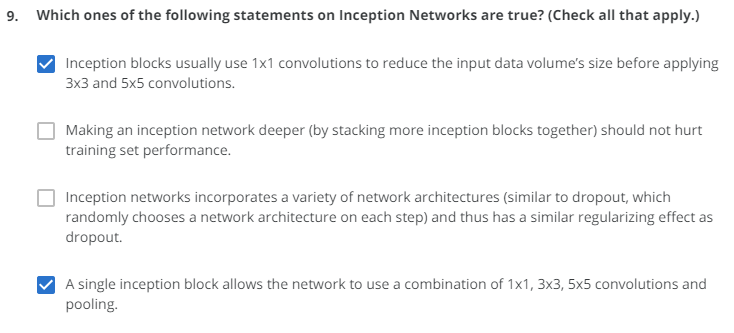 9. Which ones of the following statements on Inception Networks are true? (Check all that apply.)
Inception blocks usually use 1x1 convolutions to reduce the input data volume's size before applying
3x3 and 5x5 convolutions.
Making an inception network deeper (by stacking more inception blocks together) should not hurt
training set performance.
Inception networks incorporates a variety of network architectures (similar to dropout, which
randomly chooses a network architecture on each step) and thus has a similar regularizing effect as
dropout.
A single inception block allows the network to use a combination of 1x1, 3x3, 5x5 convolutions and
pooling.